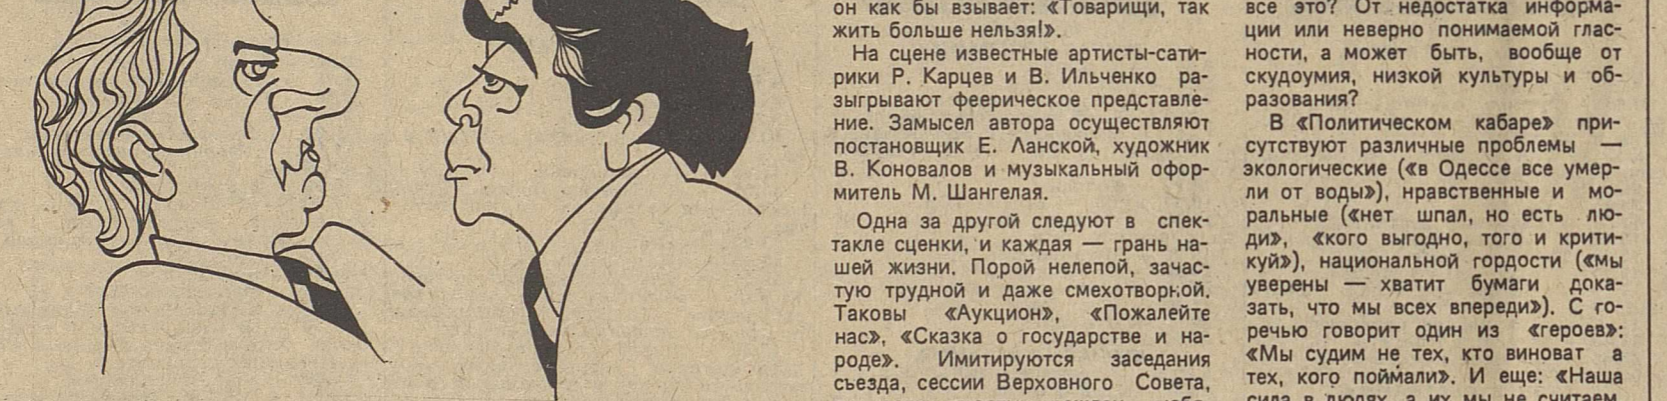 он как бы взывает: «Товарищи, так
жить больше нельзя!».
На сцене известные артисты-сати-
рики Р. Карцев и В. Ильченко ра-
зыгрывают феерическое представле-
ние. Замысел автора осуществляют
постановщик Е. Ланской, художник
В. Коновалов и музыкальный офор-
митель М. Шангелая.
Одна за другой следуют в спек-
такле сценки, и каждая — грань на-
шей жизни. Порой нелепой, зачас-
тую трудной и даже смехотворной.
Таковы «Аукцион», «Пожалейте
нас», «Сказка о государстве и на-
роде». Имитируются заседания
съезда, сессии Верховного Совета,
все это? От недостатка информа-
ции или неверно понимаемой глас-
ности, а может быть, вообще от
скудоумия, низкой культуры и об-
разования?
В «Политическом кабаре» при-
сутствуют различные проблемы —
экологические («в Одессе все умер-
ли от воды»), нравственные и мо-
ральные («нет шпал, но есть лю-
ди», «кого выгодно, того и крити-
куй»), национальной гордости («мы
уверены — хватит бумаги дока-
зать, что мы всех впереди»). С го-
речью говорит один из «героев»:
«Мы судим не тех, кто виноват а
тех, кого поймали». И еще: «Наша
сила в людях, а их мы не считаем